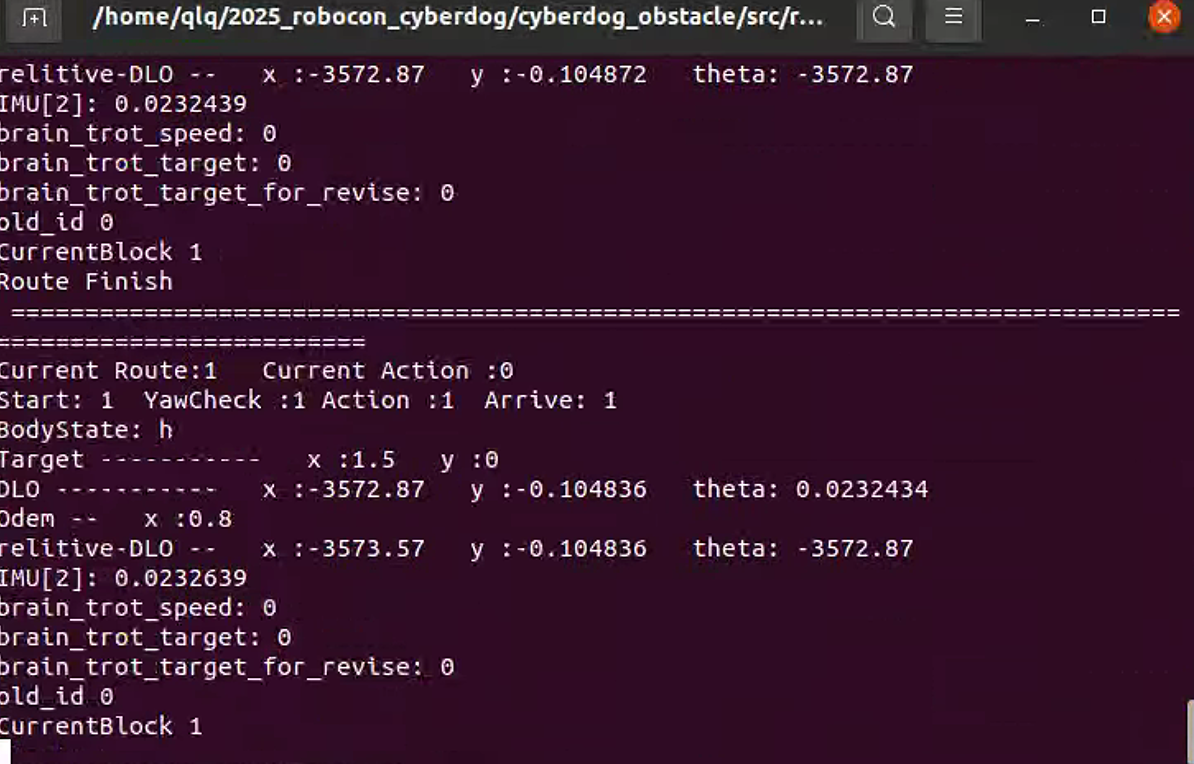 /home/qlq/2025_robocon_cyberdog/cyberdog_obstacle/src/r...
relitive-DLO --   x :-3572.87   y :-0.104872   theta: -3572.87
IMU[2]: 0.0232439
brain_trot_speed: 0
brain_trot_target: 0
brain_trot_target_for_revise: 0
old_id 0
CurrentBlock 1
Route Finish
===============================================================================
=========================
Current Route:1   Current Action :0
Start: 1  YawCheck :1 Action :1  Arrive: 1
BodyState: h
Target -----------   x :1.5   y :0
DLO -----------   x :-3572.87   y :-0.104836   theta: 0.0232434
Odem --   x :0.8
relitive-DLO --   x :-3573.57   y :-0.104836   theta: -3572.87
IMU[2]: 0.0232639
brain_trot_speed: 0
brain_trot_target: 0
brain_trot_target_for_revise: 0
old_id 0
CurrentBlock 1